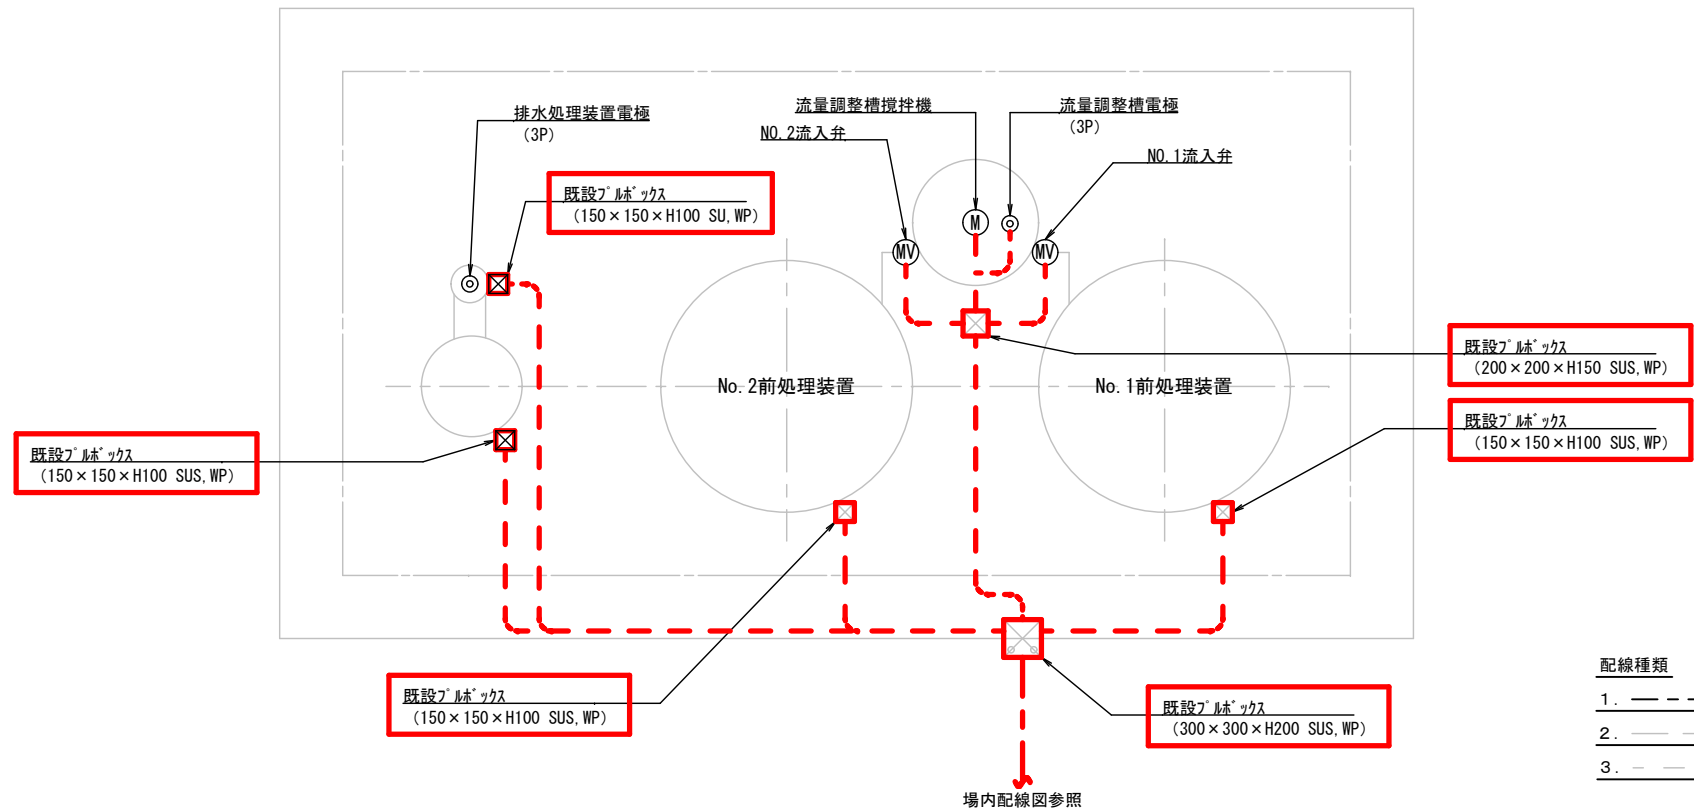 排水処理装置電極
(3P)
流量調整槽撹拌機
流量調整槽電極
(3P)
NO.2流入弁
NO.1流入弁
既設プルボックス
(150×150×H100 SU,WP)
M
MV
MV
既設プルボックス
(200×200×H150 SUS,WP)
No.2前処理装置
No.1前処理装置
既設プルボックス
(150×150×H100 SUS,WP)
既設プルボックス
(150×150×H100 SUS,WP)
既設プルボックス
(150×150×H100 SUS,WP)
既設プルボックス
(300×300×H200 SUS,WP)
配線種類
1.
2.
3.
場内配線図参照